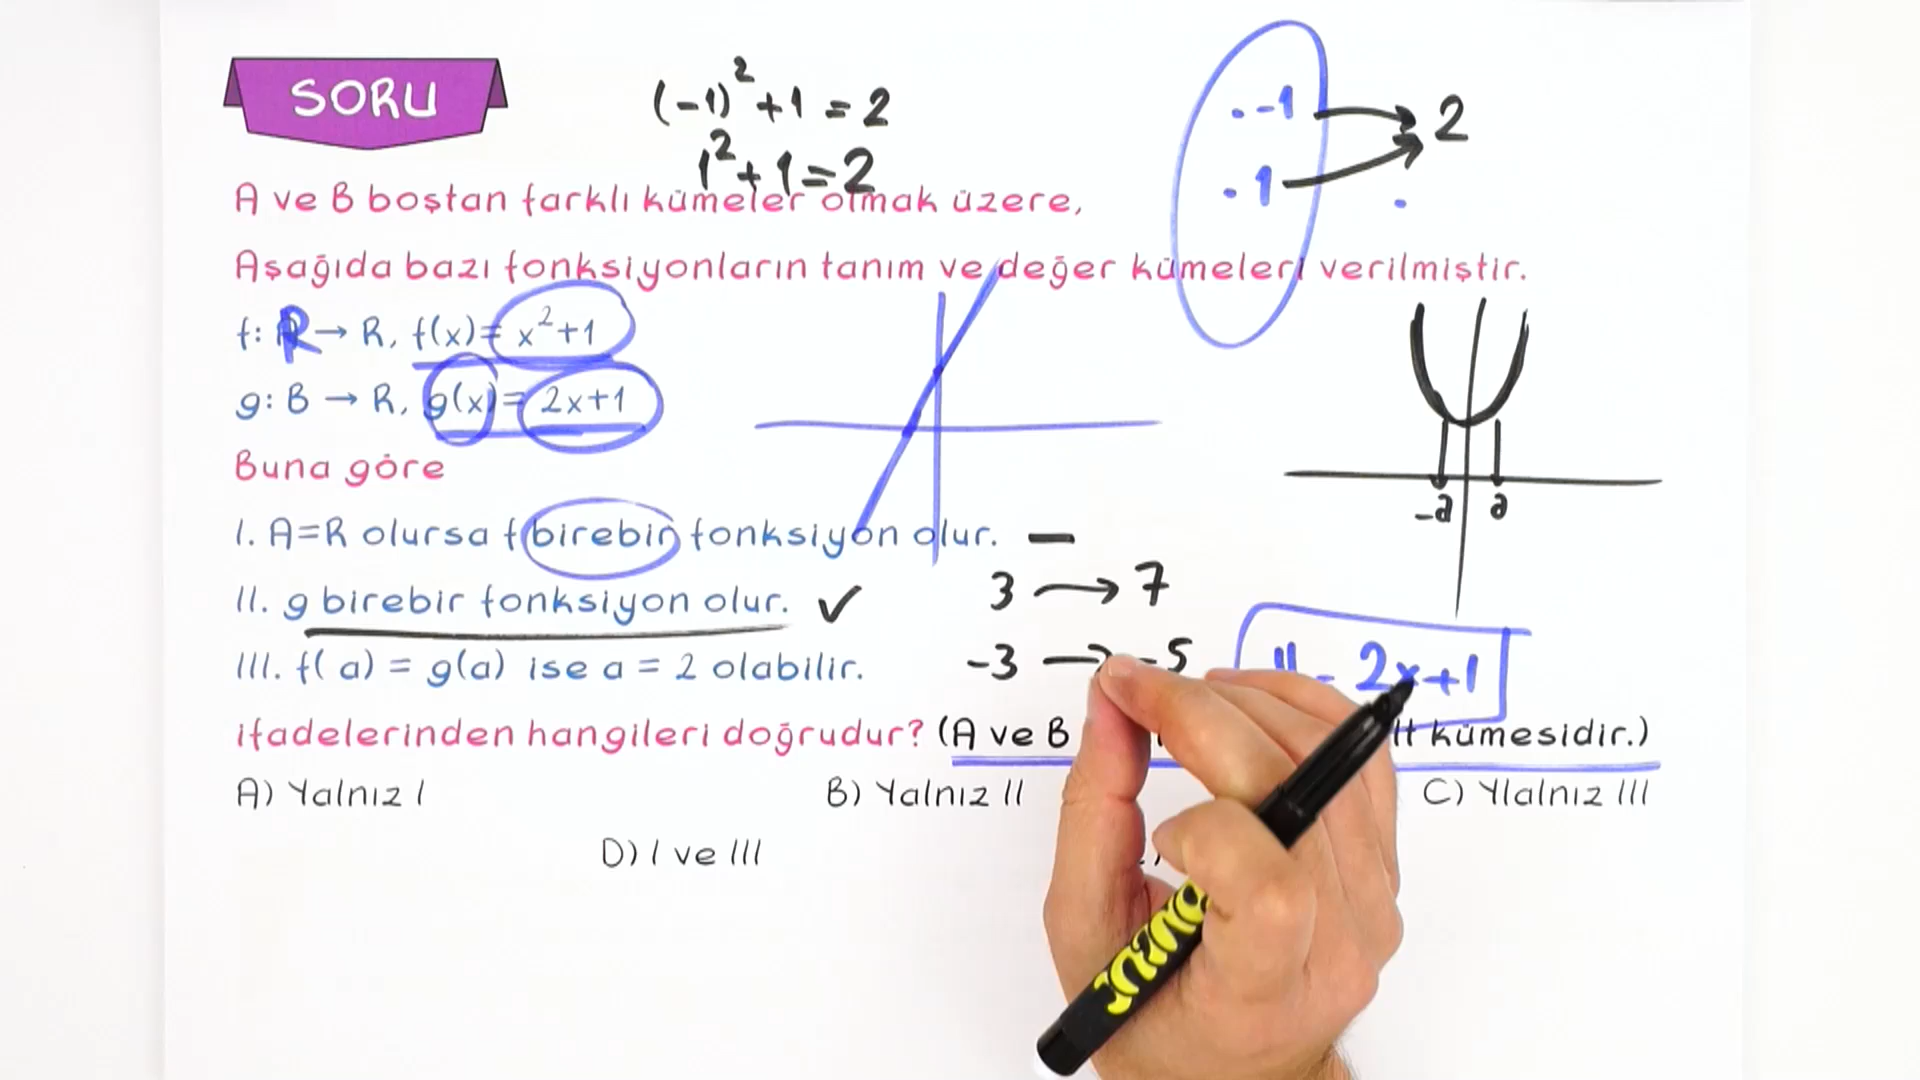 SORU
(-1)² + 1 = 2
1² + 1 = 2
. -1
2
. 1
A ve B boştan farklı kümeler olmak üzere,
Aşağıda bazı fonksiyonların tanım ve değer kümeleri verilmiştir.
f: R → R, f(x) = x²+1
g: B → R, g(x) = 2x+1
Buna göre
-a a
I. A=R olursa f birebir fonksiyon olur. –
3 → 7
II. g birebir fonksiyon olur. ✓
-3 → -5
2x+1
III. f( a) = g(a) ise a = 2 olabilir.
ifadelerinden hangileri doğrudur? (A ve B kümesidir.)
A) Yalnız I
B) Yalnız II
C) Ylalnız III
D) I ve III